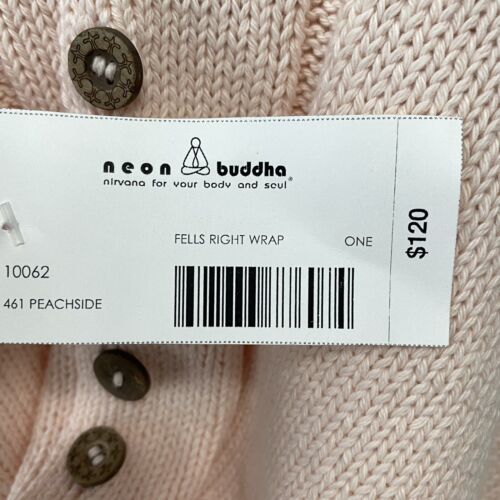 neon buddha
nirvana for your body and soul®
FELLS RIGHT WRAP ONE
$120
10062
461 PEACHSIDE